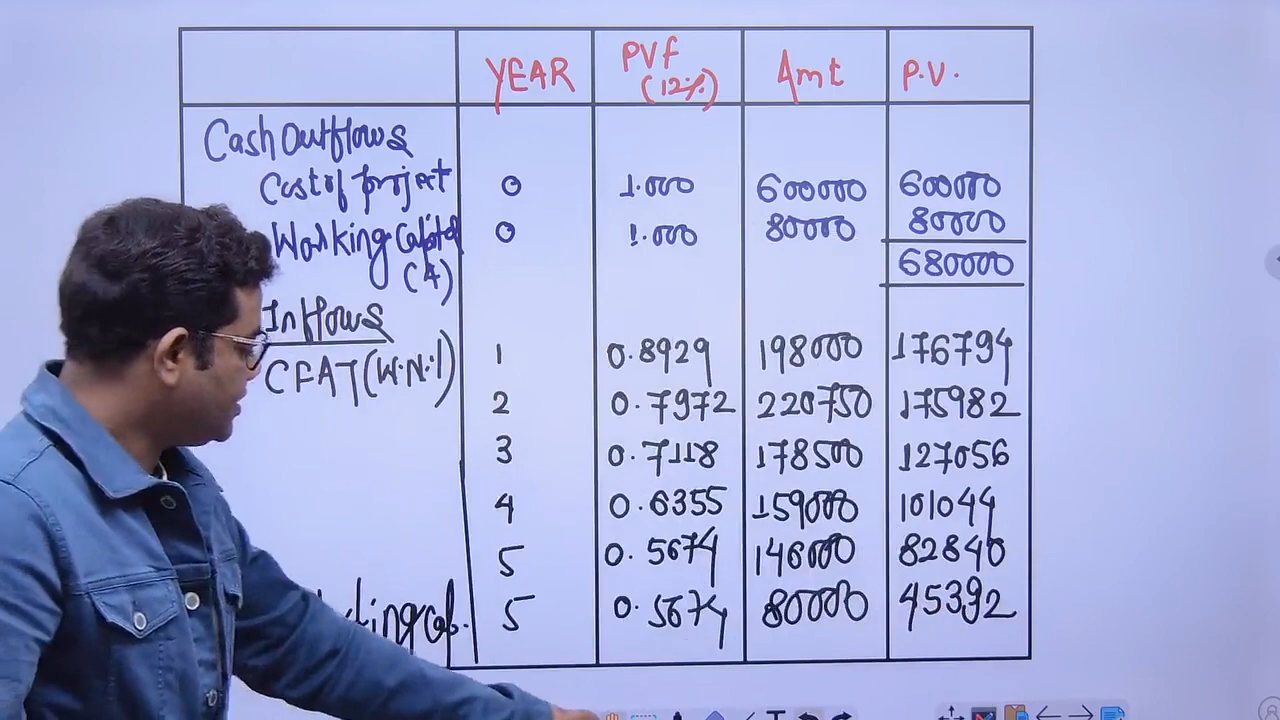 YEAR PVF (12%) Amt P.V.
Cash Outflows
Cost of project 0 1.000 600000 600000
Working Capital 0 1.000 80000 80000
680000
Inflows
CFAT (W.N.1) 1 0.8929 198000 176794
2 0.7972 220750 175982
3 0.7118 178500 127056
4 0.6355 159000 101044
5 0.5674 146000 82840
5 0.5674 80000 45392